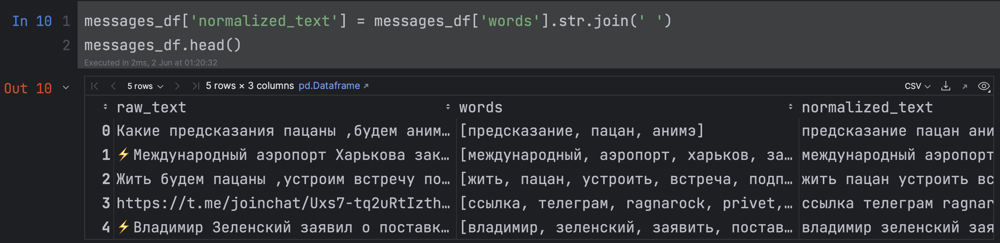 In 10 1 messages_df['normalized_text'] = messages_df['words'].str.join(' ')
2 messages_df.head()
Executed in 2ms, 2 Jun at 01:20:32
Out 10 5 rows 5 rows × 3 columns pd.Dataframe CSV
raw_text words normalized_text
0 Какие предсказания пацаны ,будем аним… [предсказание, пацан, анимэ] предсказание пацан ани
1 ⚡Международный аэропорт Харькова зак… [международный, аэропорт, харьков, за… международный аэропорт
2 Жить будем пацаны ,устроим встречу по… [жить, пацан, устроить, встреча, подп… жить пацан устроить вс
3 https://t.me/joinchat/Uxs7-tq2uRtIzth… [ссылка, телеграм, ragnarock, privet,… ссылка телеграм ragnar
4 ⚡Владимир Зеленский заявил о поставк… [владимир, зеленский, заявить, постав… владимир зеленский зая